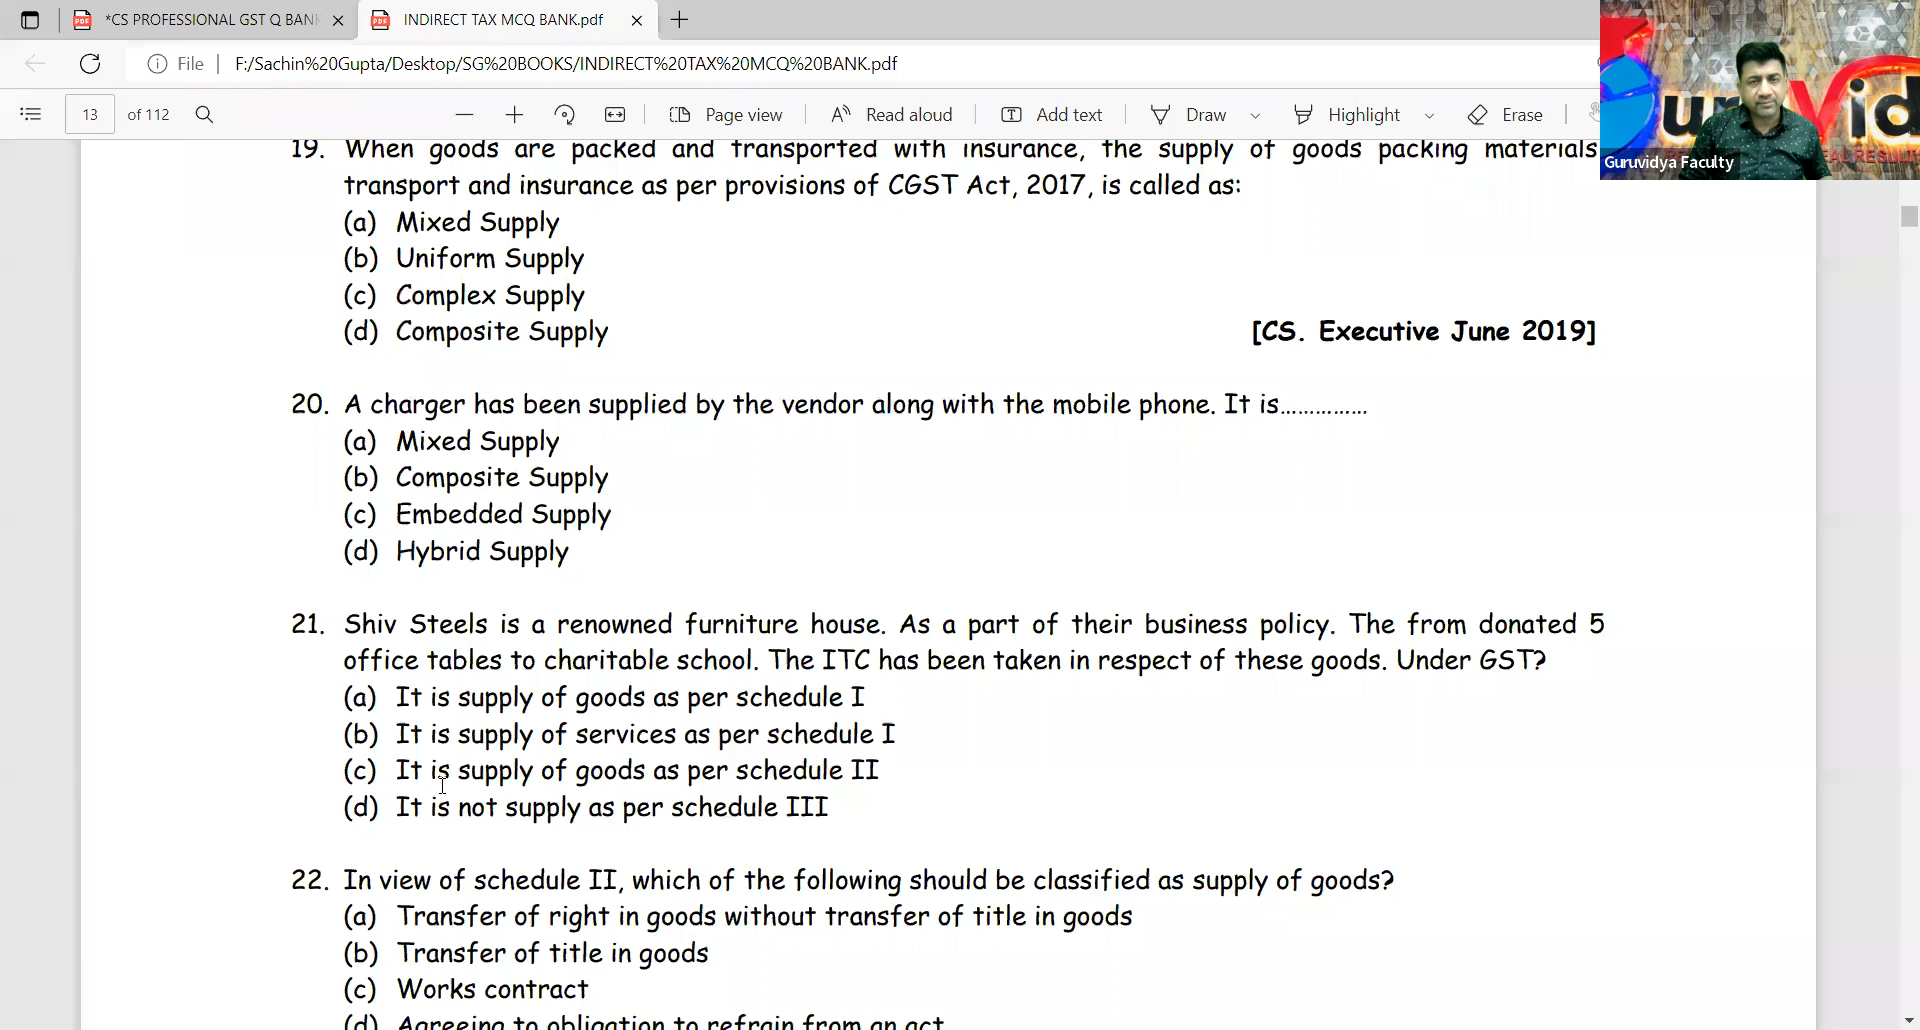 *CS PROFESSIONAL GST Q BAN
INDIRECT TAX MCQ BANK.pdf
File
F:/Sachin%20Gupta/Desktop/SG%20BOOKS/INDIRECT%20TAX%20MCQ%20BANK.pdf
13 of 112
Page view
Read aloud
Add text
Draw
Highlight
Erase
Guruvidya Faculty
19. When goods are packed and transported with insurance, the supply of goods packing materials
transport and insurance as per provisions of CGST Act, 2017, is called as:
(a) Mixed Supply
(b) Uniform Supply
(c) Complex Supply
(d) Composite Supply [CS. Executive June 2019]
20. A charger has been supplied by the vendor along with the mobile phone. It is..............
(a) Mixed Supply
(b) Composite Supply
(c) Embedded Supply
(d) Hybrid Supply
21. Shiv Steels is a renowned furniture house. As a part of their business policy. The from donated 5
office tables to charitable school. The ITC has been taken in respect of these goods. Under GST?
(a) It is supply of goods as per schedule I
(b) It is supply of services as per schedule I
(c) It is supply of goods as per schedule II
(d) It is not supply as per schedule III
22. In view of schedule II, which of the following should be classified as supply of goods?
(a) Transfer of right in goods without transfer of title in goods
(b) Transfer of title in goods
(c) Works contract
(d) Agreeing to obligation to refrain from an act